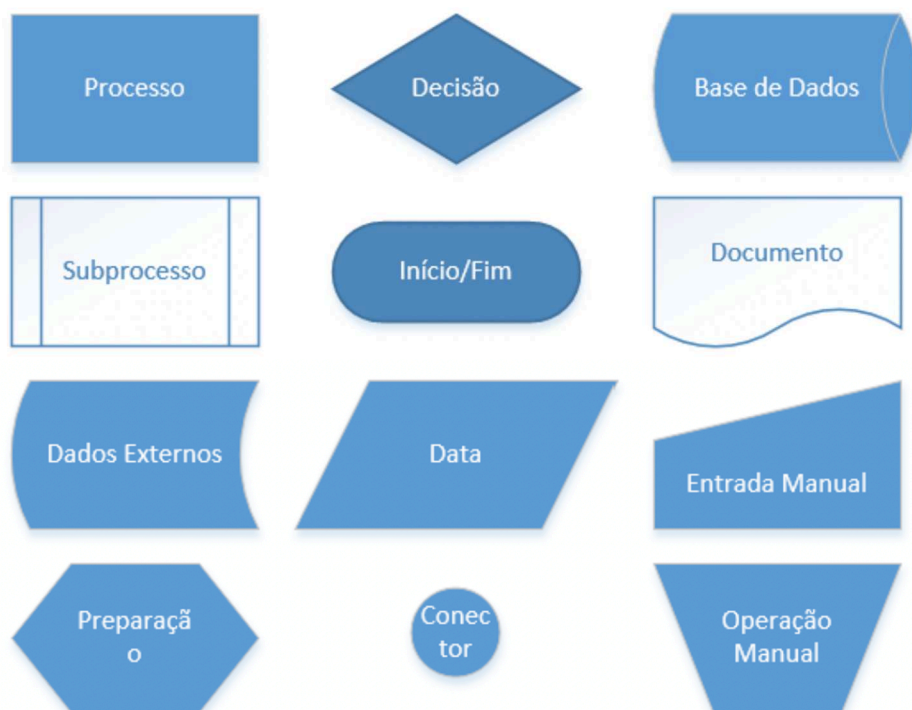 Processo
Decisão
Base de Dados
Subprocesso
Início/Fim
Documento
Dados Externos
Data
Entrada Manual
Preparaçã
o
Conec
tor
Operação
Manual